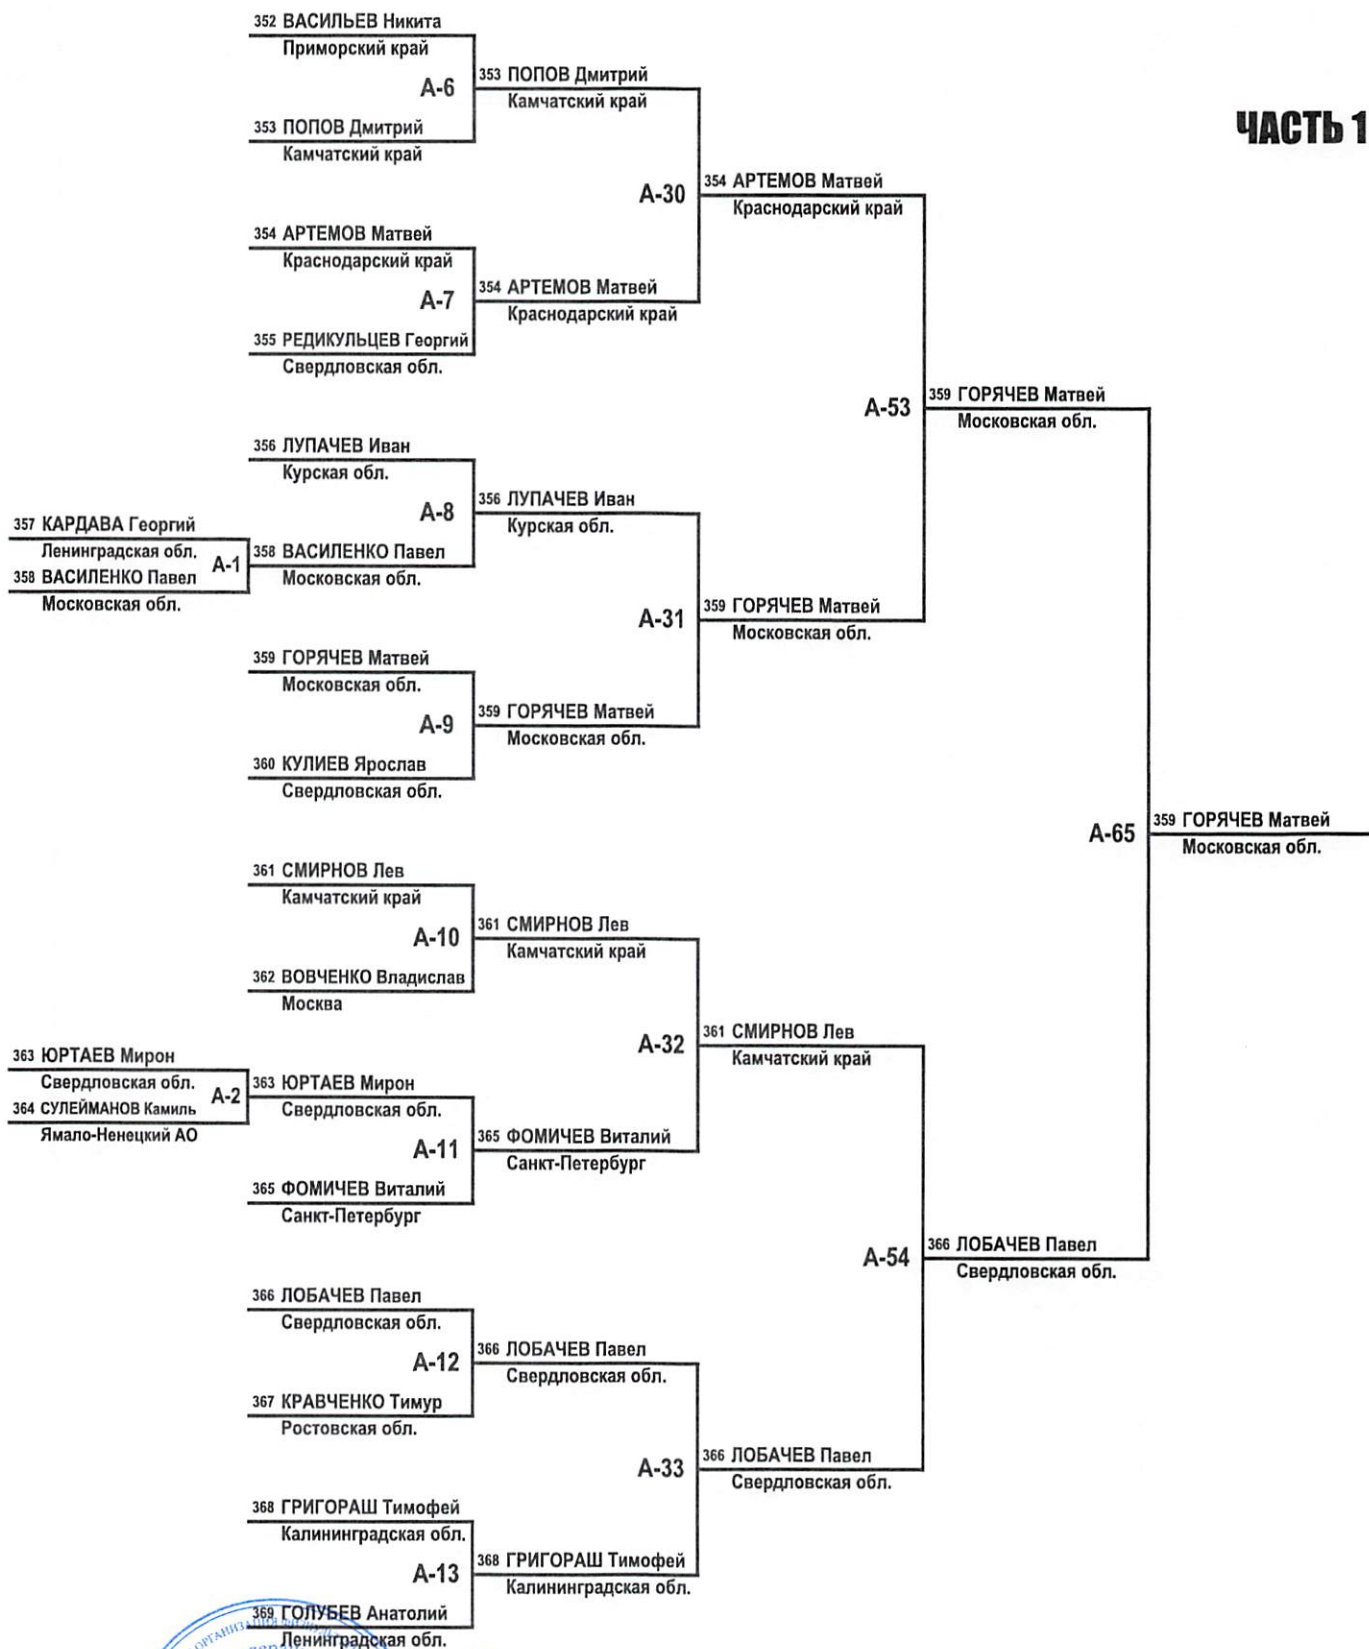 ЧАСТЬ 1
352 ВАСИЛЬЕВ Никита
Приморский край
А-6
353 ПОПОВ Дмитрий
Камчатский край
353 ПОПОВ Дмитрий
Камчатский край
А-30
354 АРТЕМОВ Матвей
Краснодарский край
354 АРТЕМОВ Матвей
Краснодарский край
А-7
354 АРТЕМОВ Матвей
Краснодарский край
355 РЕДИКУЛЬЦЕВ Георгий
Свердловская обл.
А-53
359 ГОРЯЧЕВ Матвей
Московская обл.
356 ЛУПАЧЕВ Иван
Курская обл.
А-8
356 ЛУПАЧЕВ Иван
Курская обл.
357 КАРДАВА Георгий
Ленинградская обл.
А-1
358 ВАСИЛЕНКО Павел
Московская обл.
358 ВАСИЛЕНКО Павел
Московская обл.
А-31
359 ГОРЯЧЕВ Матвей
Московская обл.
359 ГОРЯЧЕВ Матвей
Московская обл.
А-9
359 ГОРЯЧЕВ Матвей
Московская обл.
360 КУЛИЕВ Ярослав
Свердловская обл.
А-65
359 ГОРЯЧЕВ Матвей
Московская обл.
361 СМИРНОВ Лев
Камчатский край
А-10
361 СМИРНОВ Лев
Камчатский край
362 ВОВЧЕНКО Владислав
Москва
А-32
361 СМИРНОВ Лев
Камчатский край
363 ЮРТАЕВ Мирон
Свердловская обл.
А-2
364 СУЛЕЙМАНОВ Камиль
Ямало-Ненецкий АО
363 ЮРТАЕВ Мирон
Свердловская обл.
А-11
365 ФОМИЧЕВ Виталий
Санкт-Петербург
365 ФОМИЧЕВ Виталий
Санкт-Петербург
А-54
366 ЛОБАЧЕВ Павел
Свердловская обл.
366 ЛОБАЧЕВ Павел
Свердловская обл.
А-12
366 ЛОБАЧЕВ Павел
Свердловская обл.
367 КРАВЧЕНКО Тимур
Ростовская обл.
А-33
366 ЛОБАЧЕВ Павел
Свердловская обл.
368 ГРИГОРАШ Тимофей
Калининградская обл.
А-13
368 ГРИГОРАШ Тимофей
Калининградская обл.
369 ГОЛУБЕВ Анатолий
Ленинградская обл.
ОРГАНИЗАЦИЯ